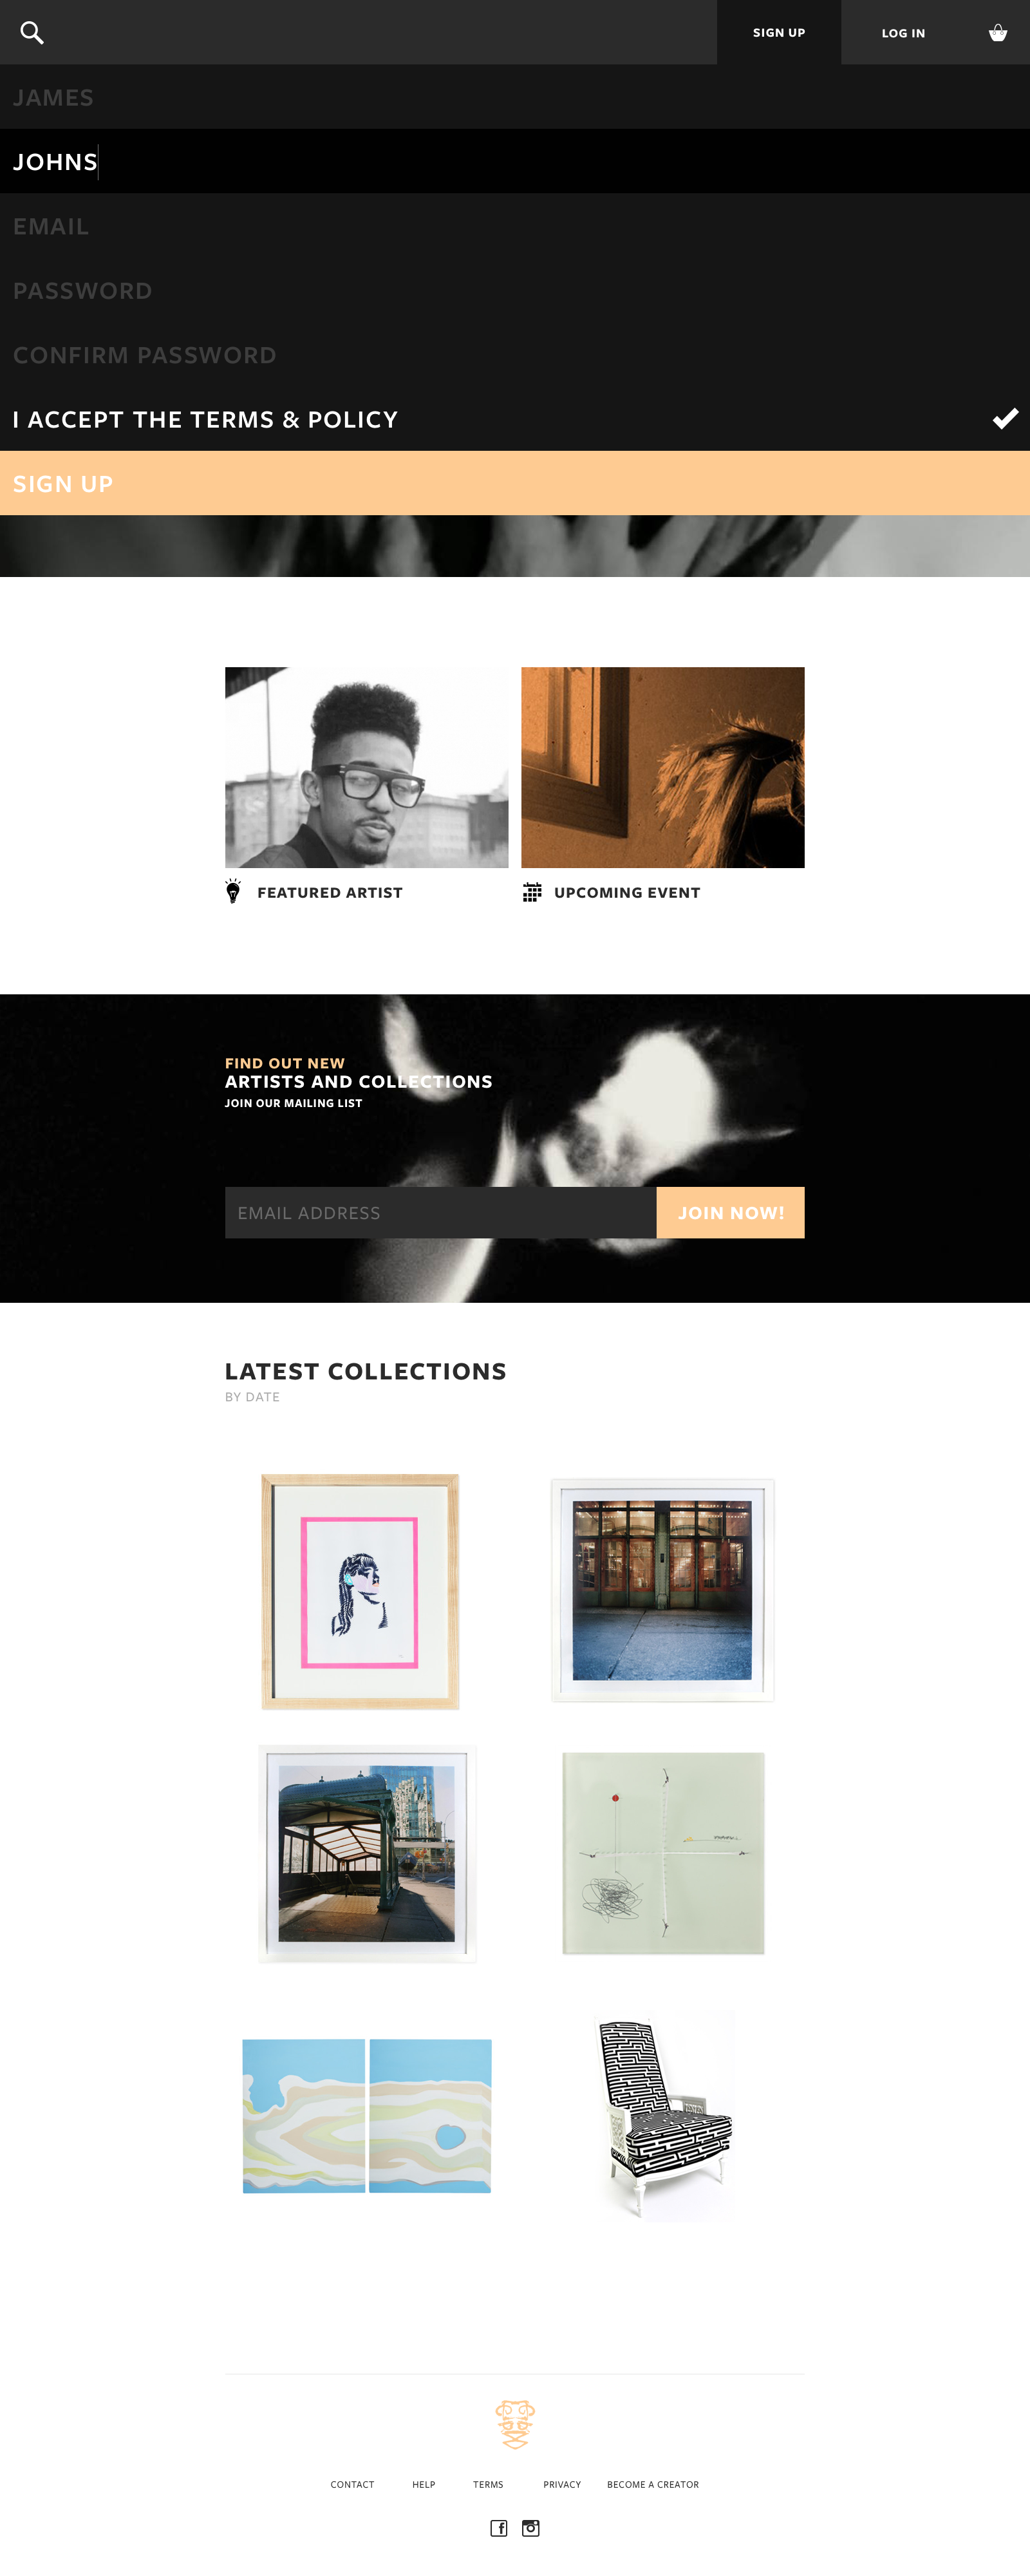 SIGN UP
LOG IN
JAMES
JOHNS
EMAIL
PASSWORD
CONFIRM PASSWORD
I ACCEPT THE TERMS & POLICY
SIGN UP
FEATURED ARTIST
UPCOMING EVENT
FIND OUT NEW
ARTISTS AND COLLECTIONS
JOIN OUR MAILING LIST
EMAIL ADDRESS
JOIN NOW!
LATEST COLLECTIONS
BY DATE
CONTACT
HELP
TERMS
PRIVACY
BECOME A CREATOR